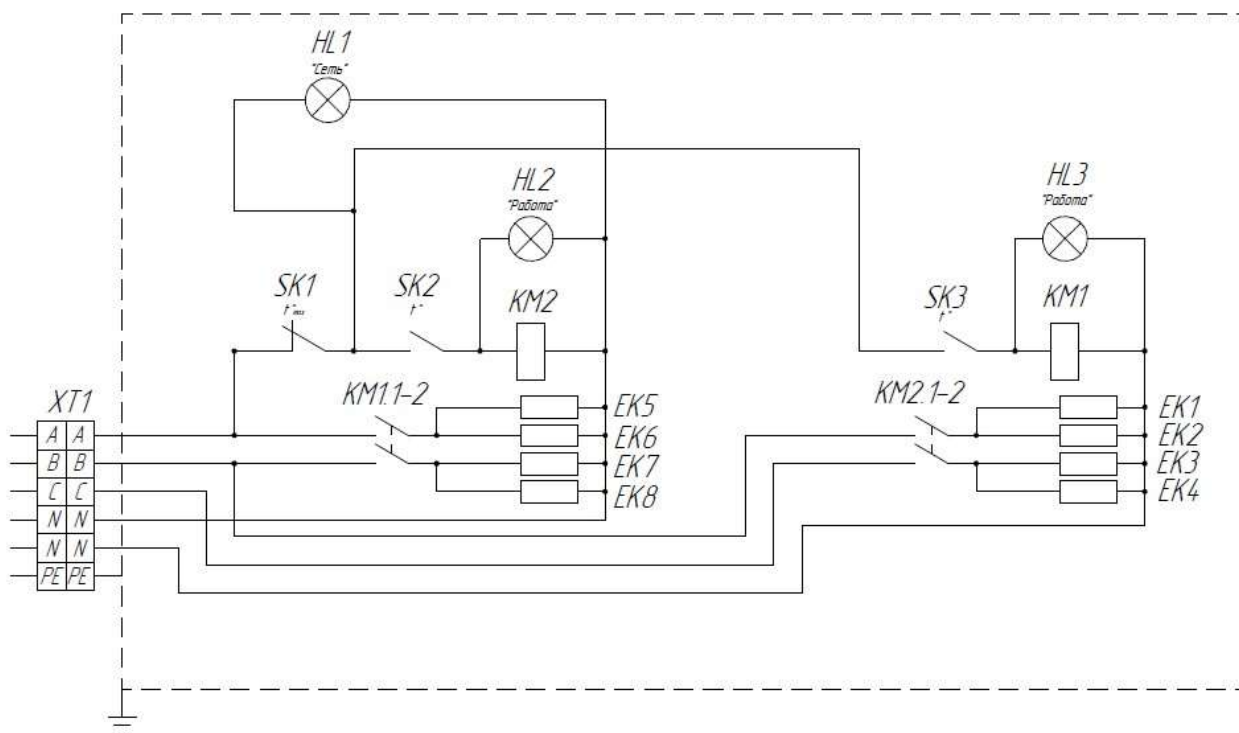 HL1
"Сеть"
HL2
"Работа"
HL3
"Работа"
SK1
t°max
SK2
t°
KM2
SK3
t°
KM1
XT1
KM1.1-2
KM2.1-2
EK5
EK6
EK7
EK8
EK1
EK2
EK3
EK4
A A
B B
C C
N N
N N
PE PE